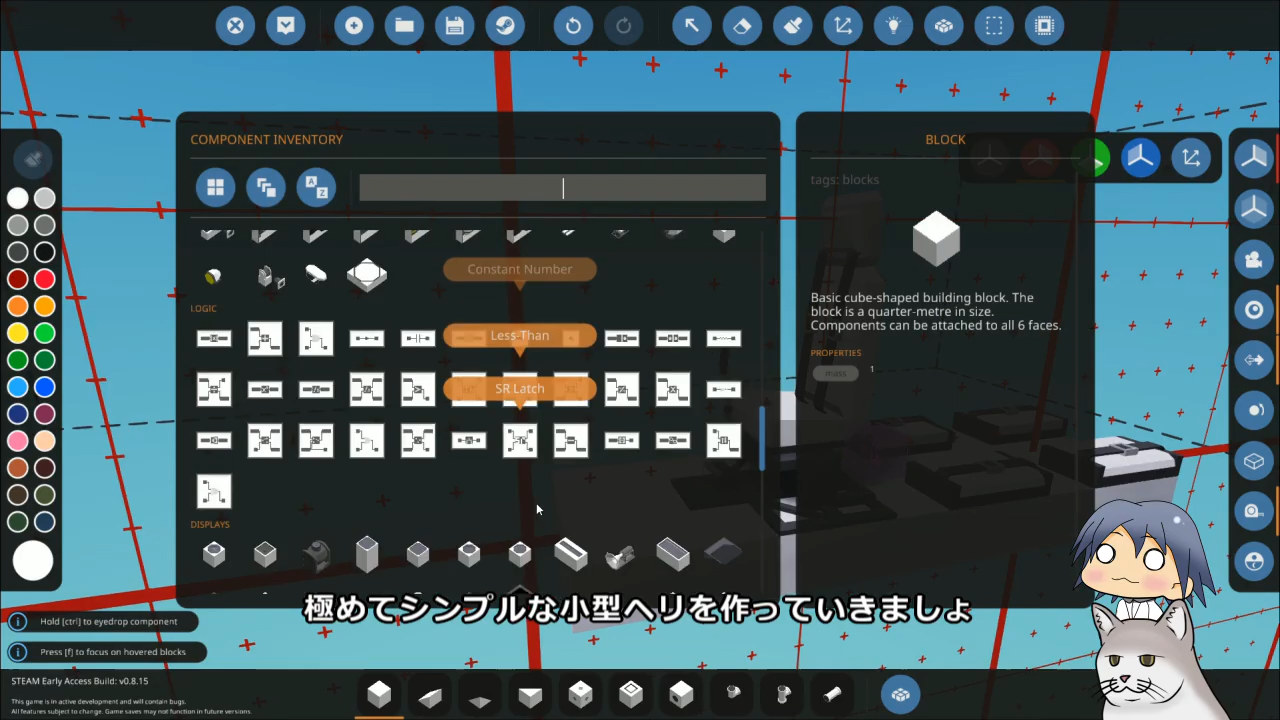 COMPONENT INVENTORY
BLOCK
tags: blocks
A
Z
Constant Number
Basic cube-shaped building block. The
block is a quarter-metre in size.
Components can be attached to all 6 faces.
LOGIC
Less-Than
PROPERTIES
mass 1
SR Latch
DISPLAYS
極めてシンプルな小型ヘリを作っていきましょ
Hold [ctrl] to eyedrop component
Press [f] to focus on hovered blocks
STEAM Early Access Build: v0.8.15
This game is in active development and will contain bugs.
All features subject to change. Game saves may not function in future versions.